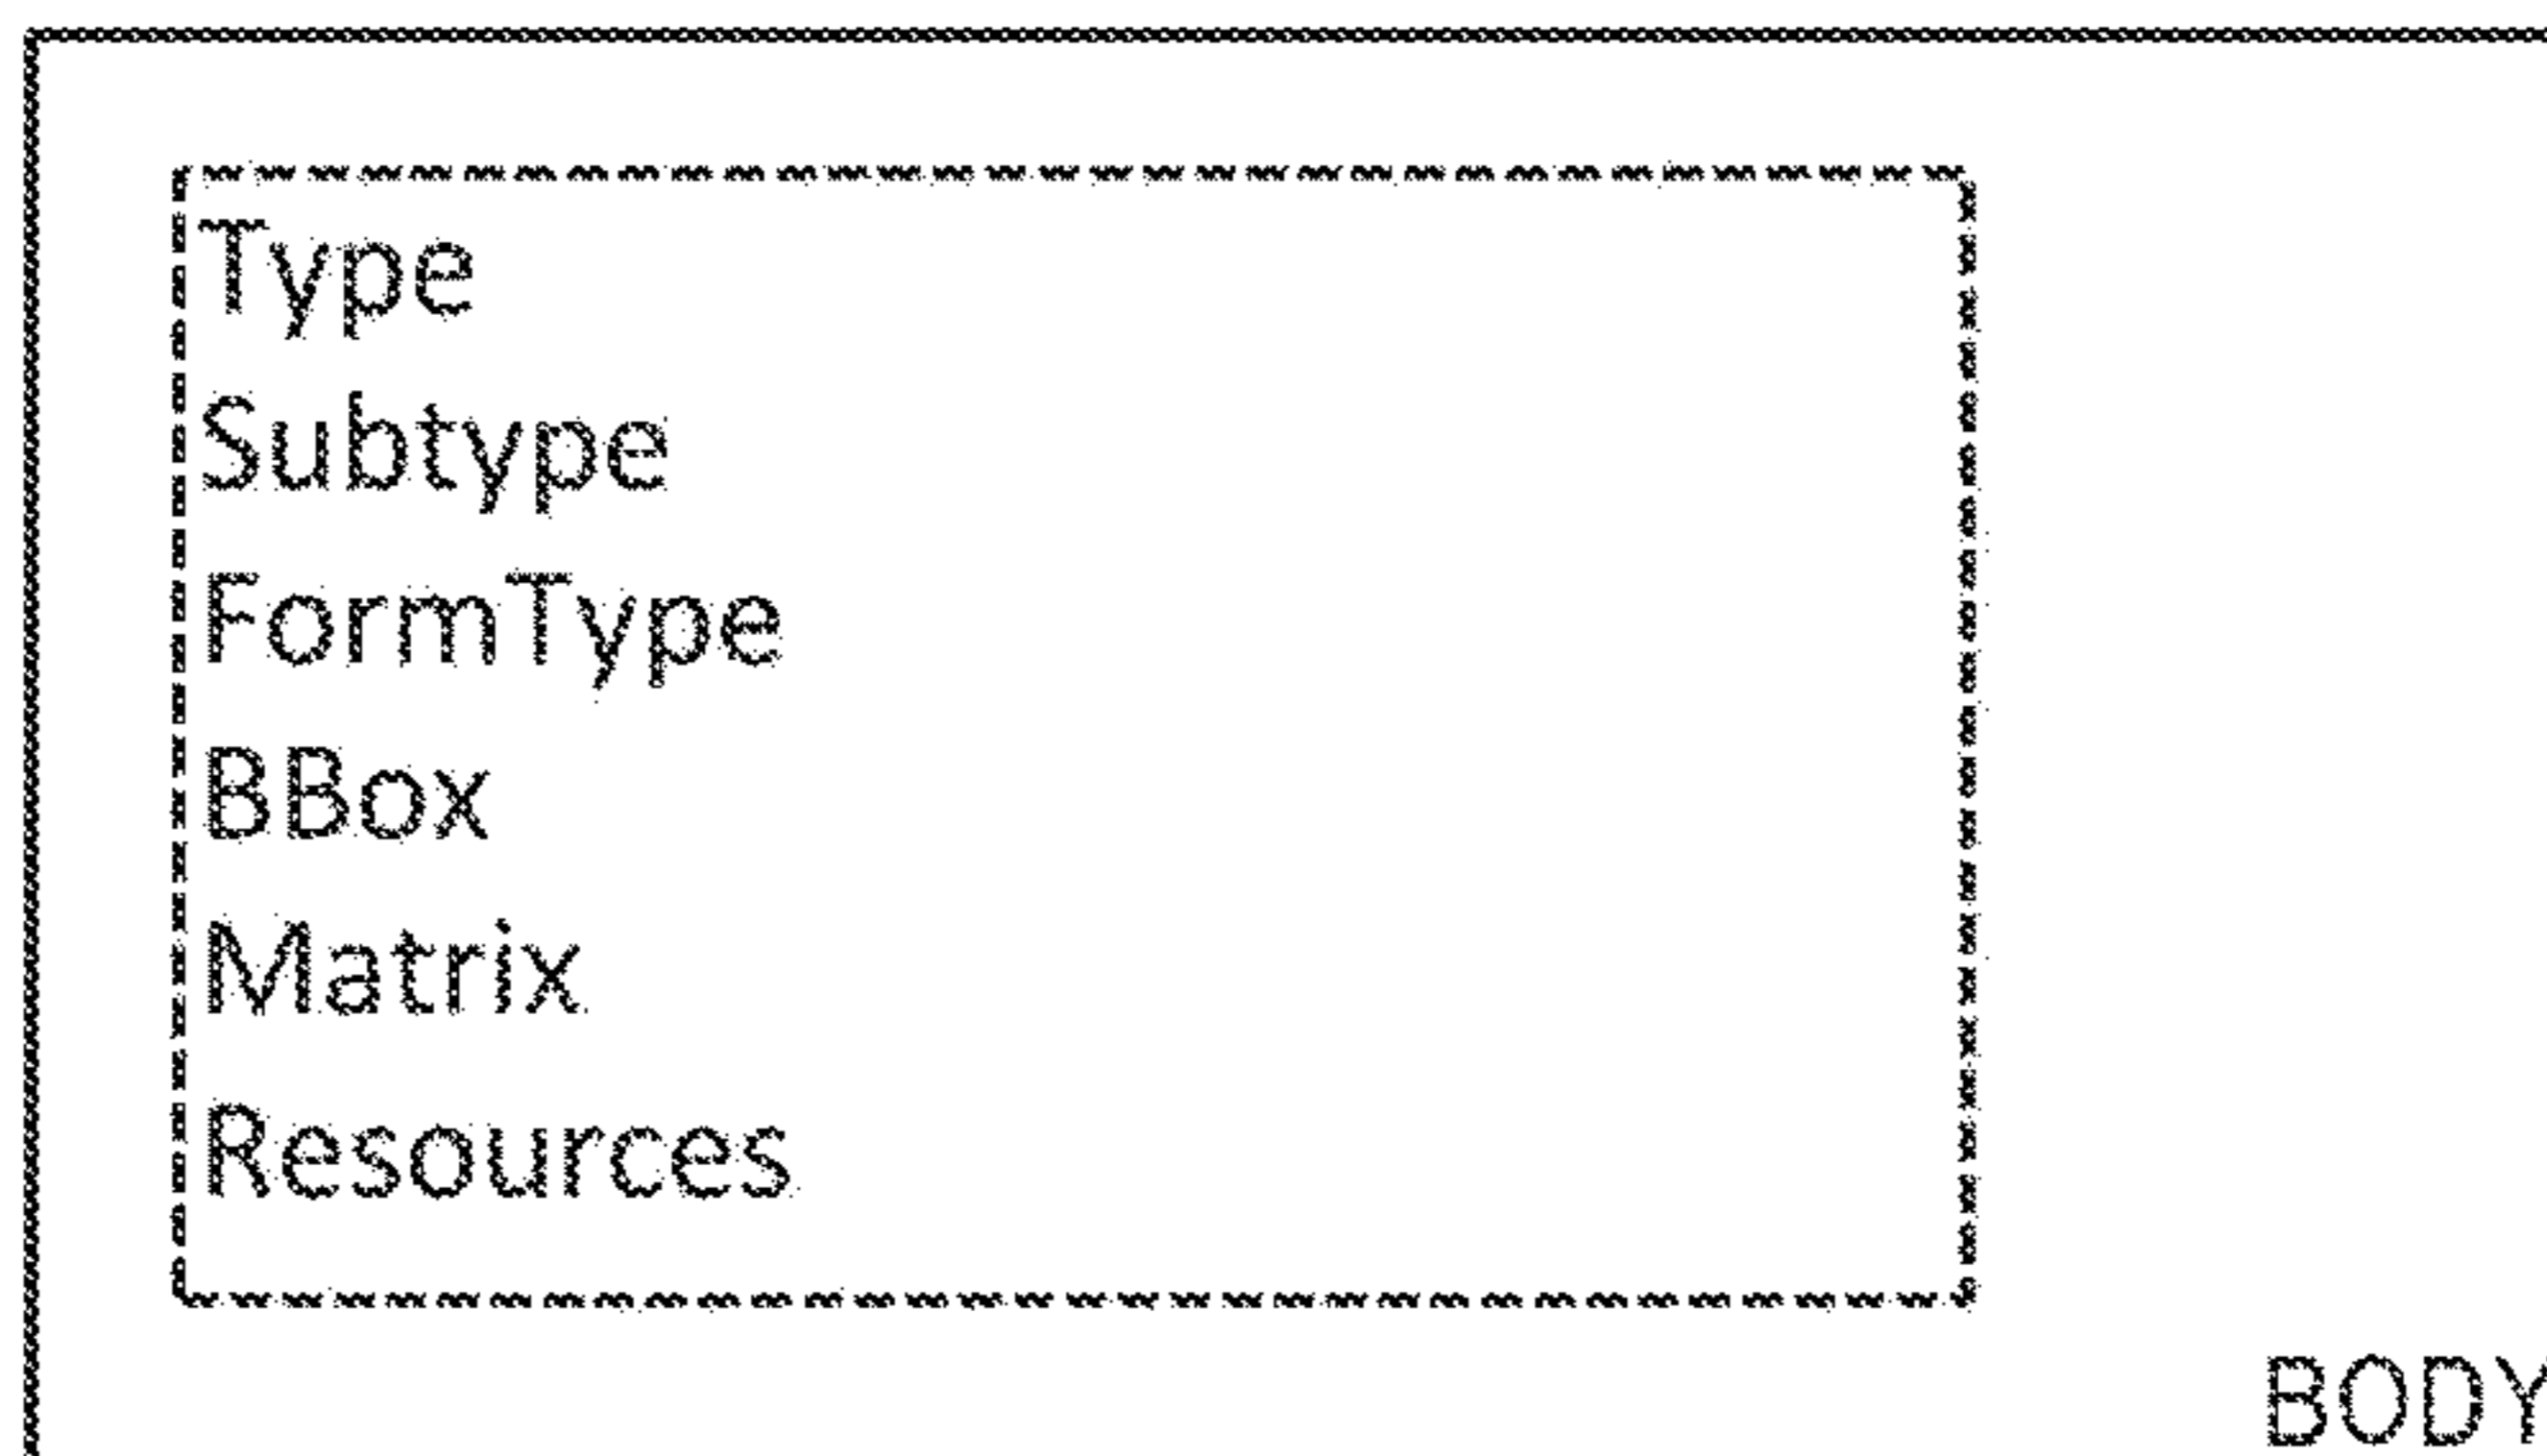 Type
Subtype
FormType
BBox
Matrix
Resources
BODY